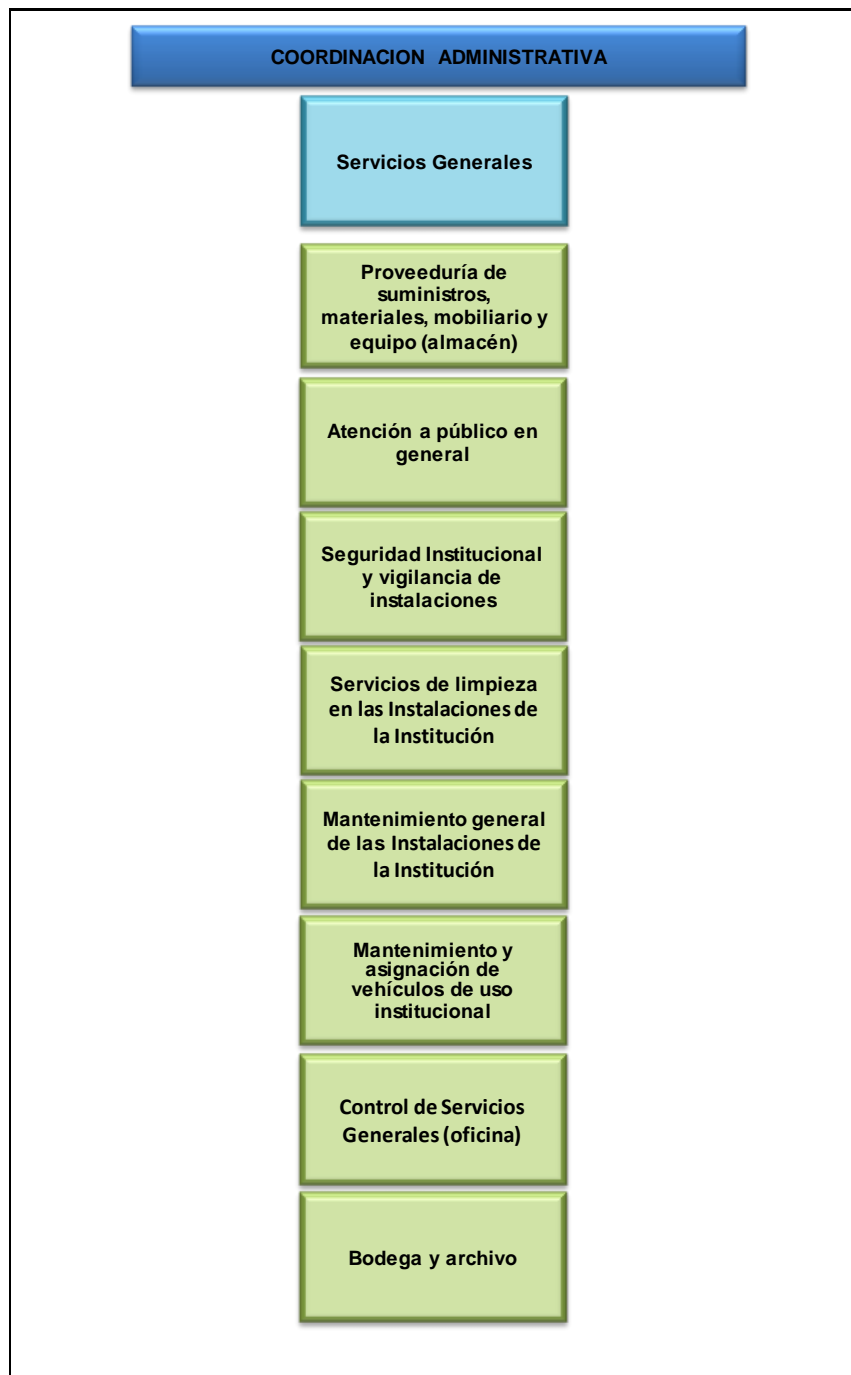 COORDINACION ADMINISTRATIVA
Servicios Generales
Proveeduría de
suministros,
materiales, mobiliario y
equipo (almacén)
Atención a público en
general
Seguridad Institucional
y vigilancia de
instalaciones
Servicios de limpieza
en las Instalaciones de
la Institución
Mantenimiento general
de las Instalaciones de
la Institución
Mantenimiento y
asignación de
vehículos de uso
institucional
Control de Servicios
Generales (oficina)
Bodega y archivo